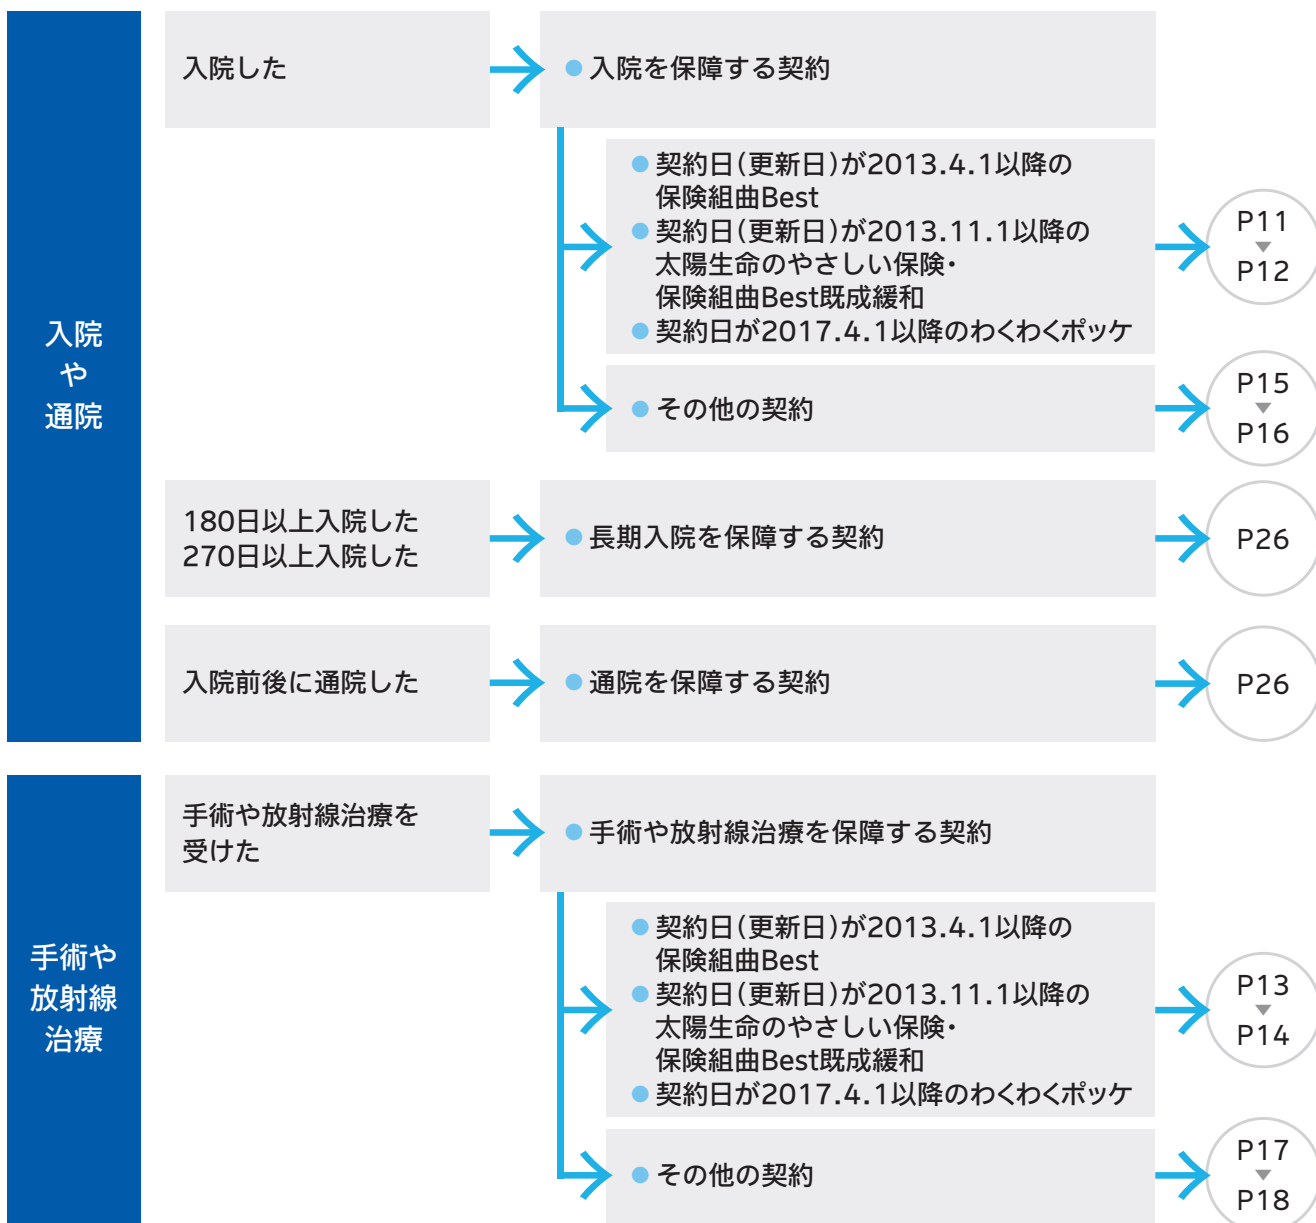 入院
や
通院
入院した
●入院を保障する契約
●契約日(更新日)が2013.4.1以降の
保険組曲Best
●契約日(更新日)が2013.11.1以降の
太陽生命のやさしい保険・
保険組曲Best既成緩和
●契約日が2017.4.1以降のわくわくポッケ
P11
▼
P12
●その他の契約
P15
▼
P16
180日以上入院した
270日以上入院した
●長期入院を保障する契約
P26
入院前後に通院した
●通院を保障する契約
P26
手術や
放射線
治療
手術や放射線治療を
受けた
●手術や放射線治療を保障する契約
●契約日(更新日)が2013.4.1以降の
保険組曲Best
●契約日(更新日)が2013.11.1以降の
太陽生命のやさしい保険・
保険組曲Best既成緩和
●契約日が2017.4.1以降のわくわくポッケ
P13
▼
P14
●その他の契約
P17
▼
P18